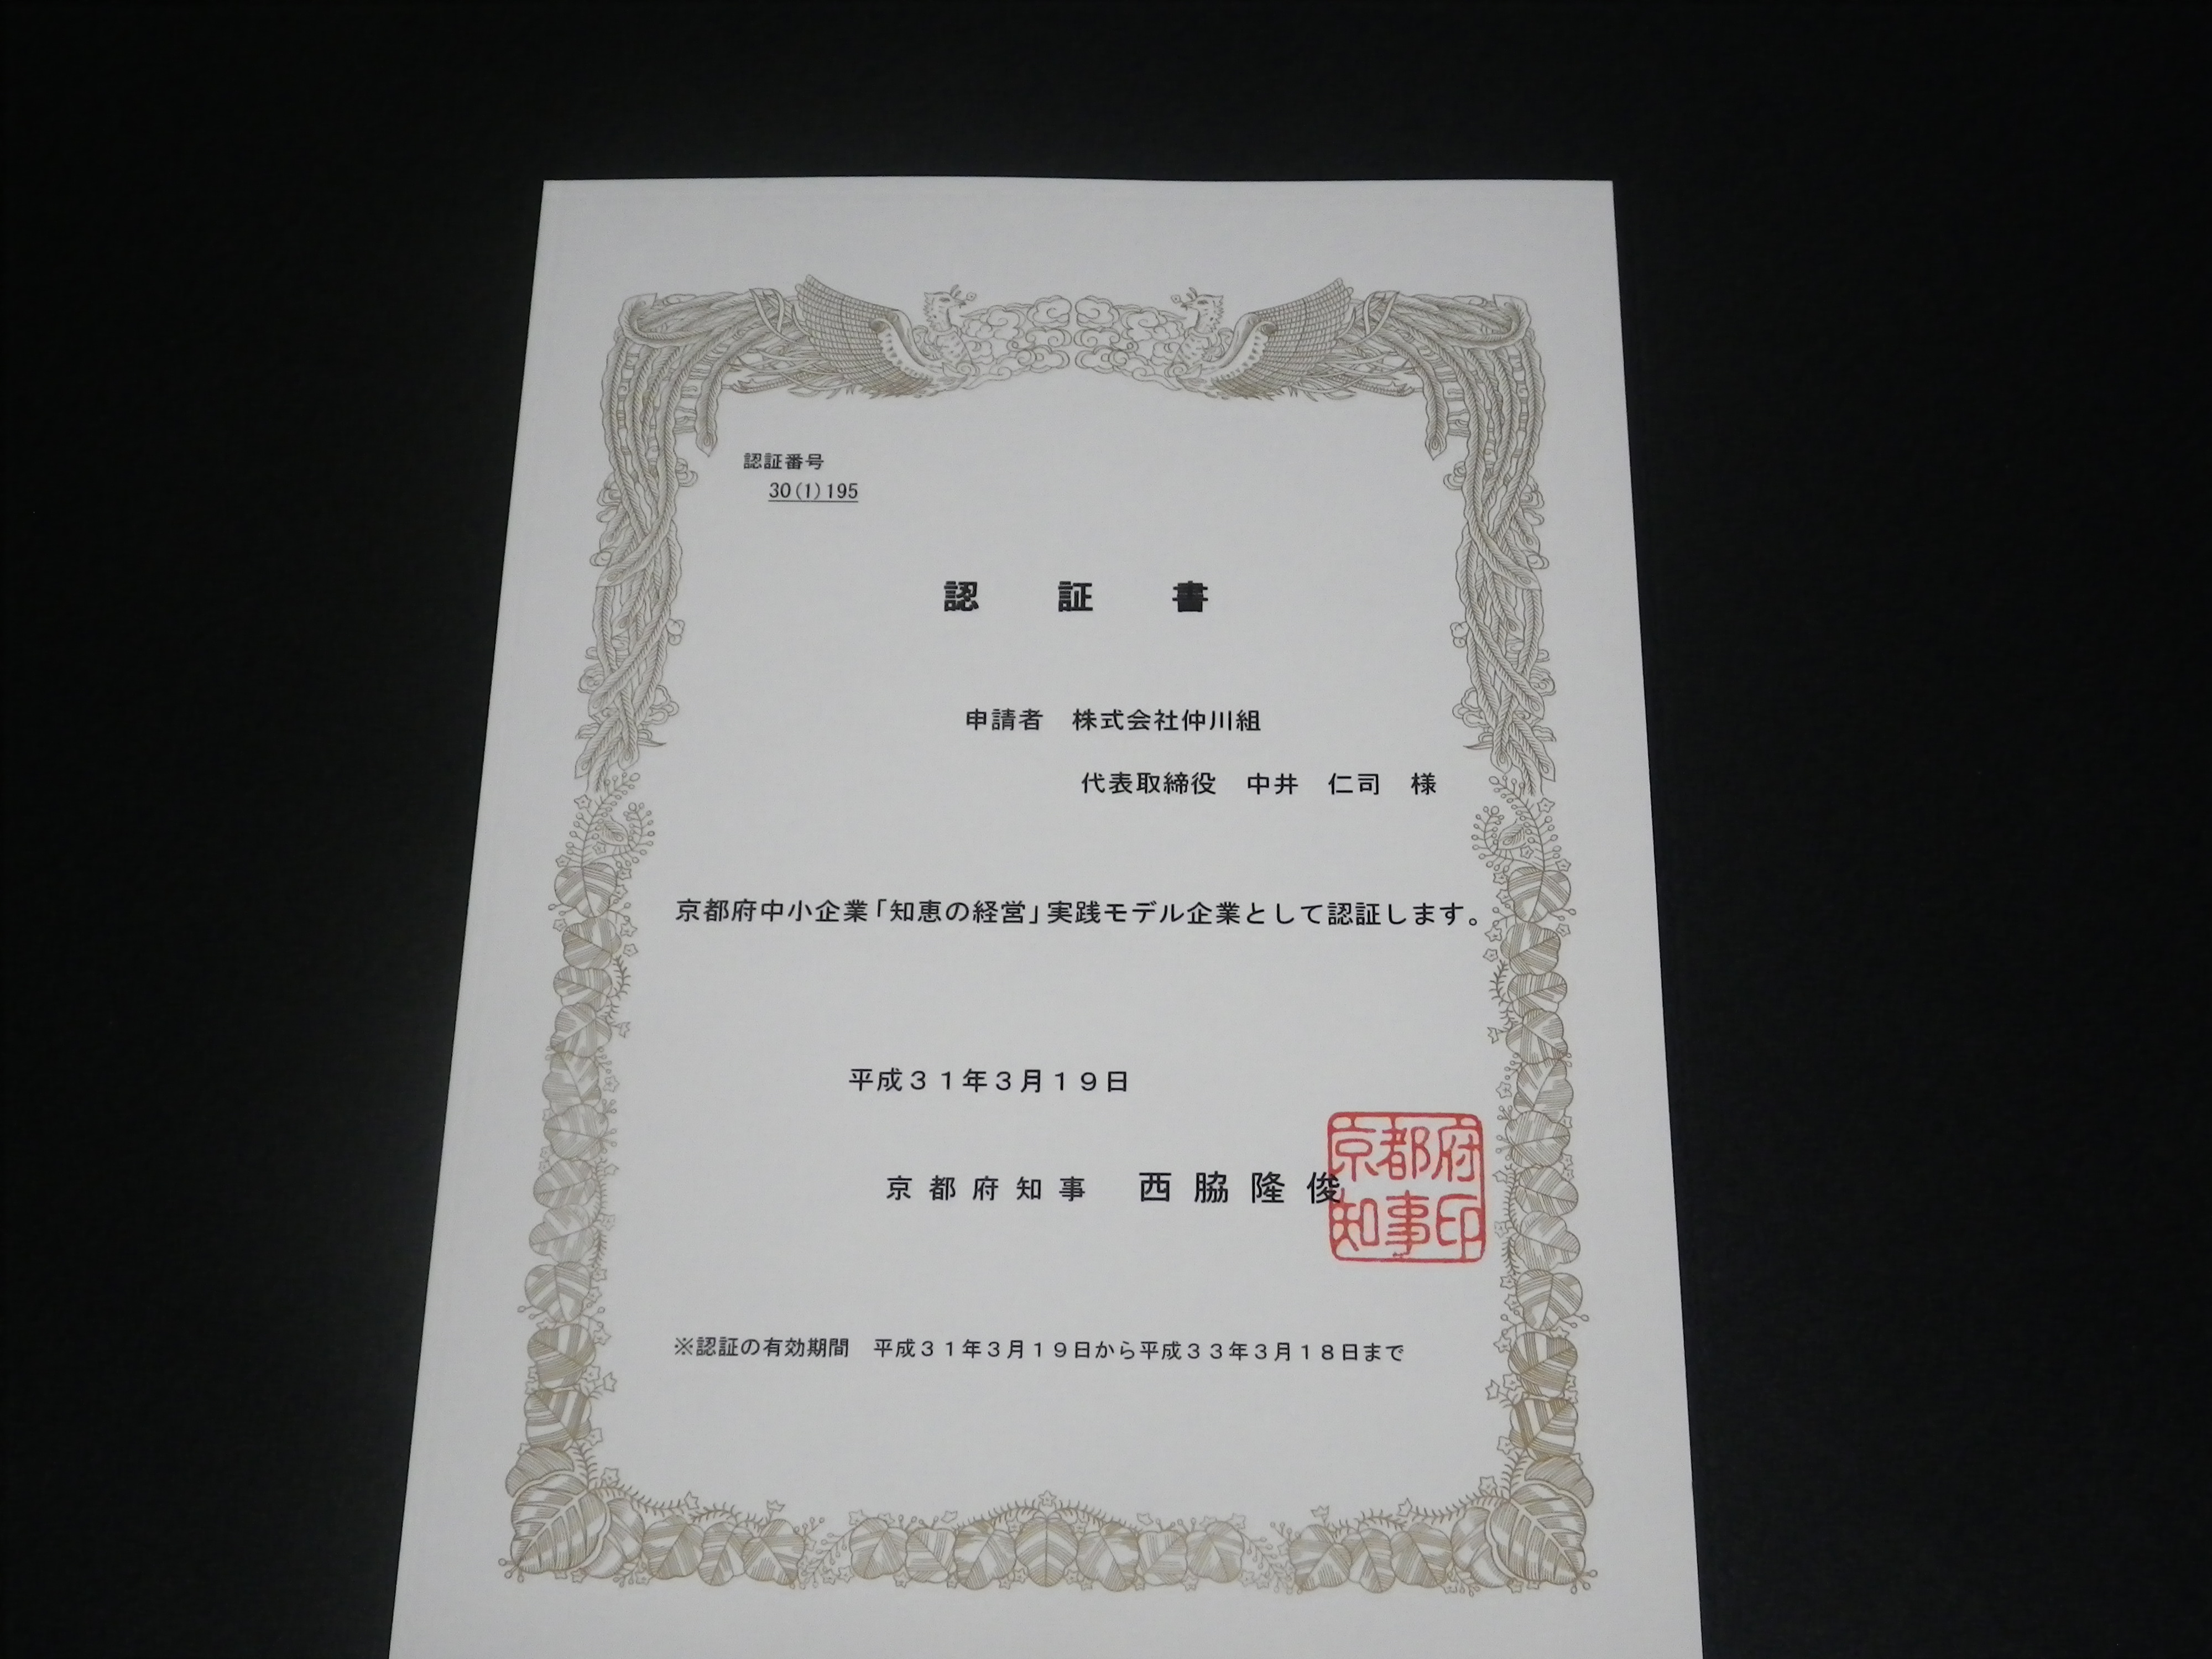 認証番号
30(1)195
認　証　書
申請者　株式会社仲川組
代表取締役　中井　仁司　様
京都府中小企業「知恵の経営」実践モデル企業として認証します。
平成３１年３月１９日
京都府知事　西脇隆俊
京都府
知事印
※認証の有効期間　平成３１年３月１９日から平成３３年３月１８日まで